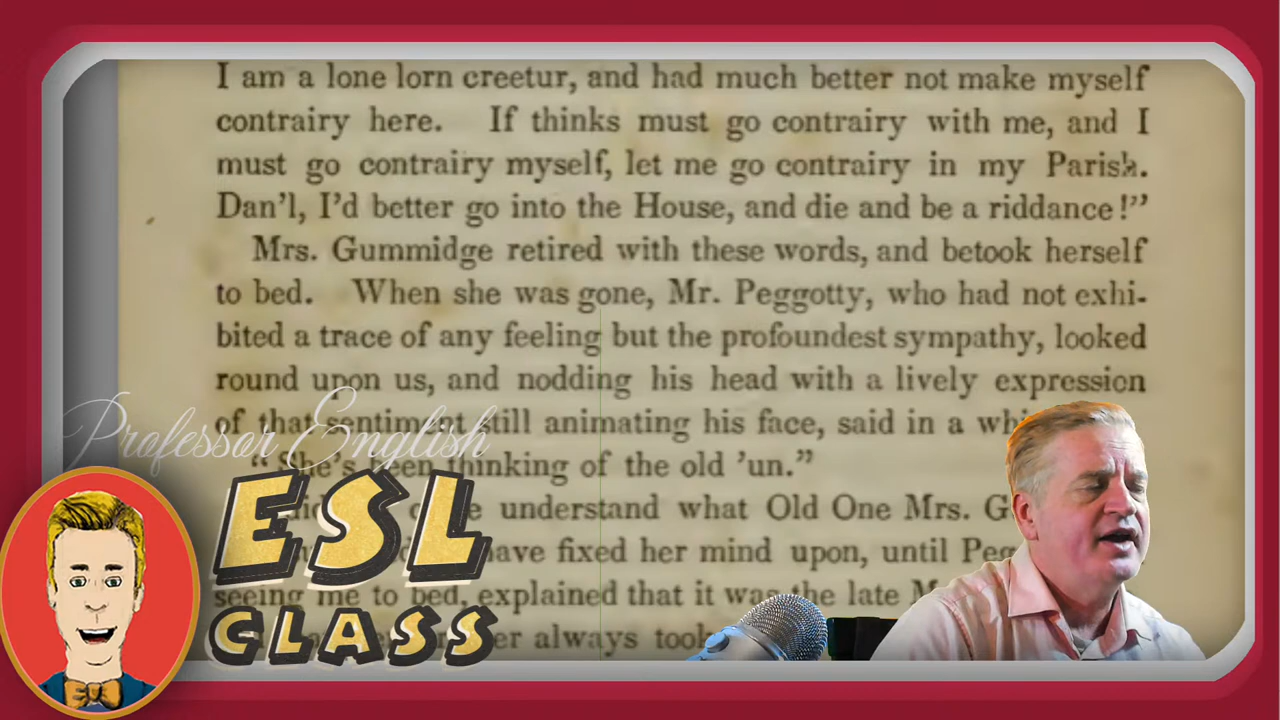 I am a lone lorn creetur, and had much better not make myself
contrairy here. If thinks must go contrairy with me, and I
must go contrairy myself, let me go contrairy in my Parish.
Dan'l, I'd better go into the House, and die and be a riddance!”
Mrs. Gummidge retired with these words, and betook herself
to bed. When she was gone, Mr. Peggotty, who had not exhi-
bited a trace of any feeling but the profoundest sympathy, looked
round upon us, and nodding his head with a lively expression
of that sentiment still animating his face, said in a
“She's been thinking of the old 'un.”
understand what Old One Mrs.
have fixed her mind upon, until
seeing me to bed, explained that it was the late
always took
Professor English
ESL
CLASS